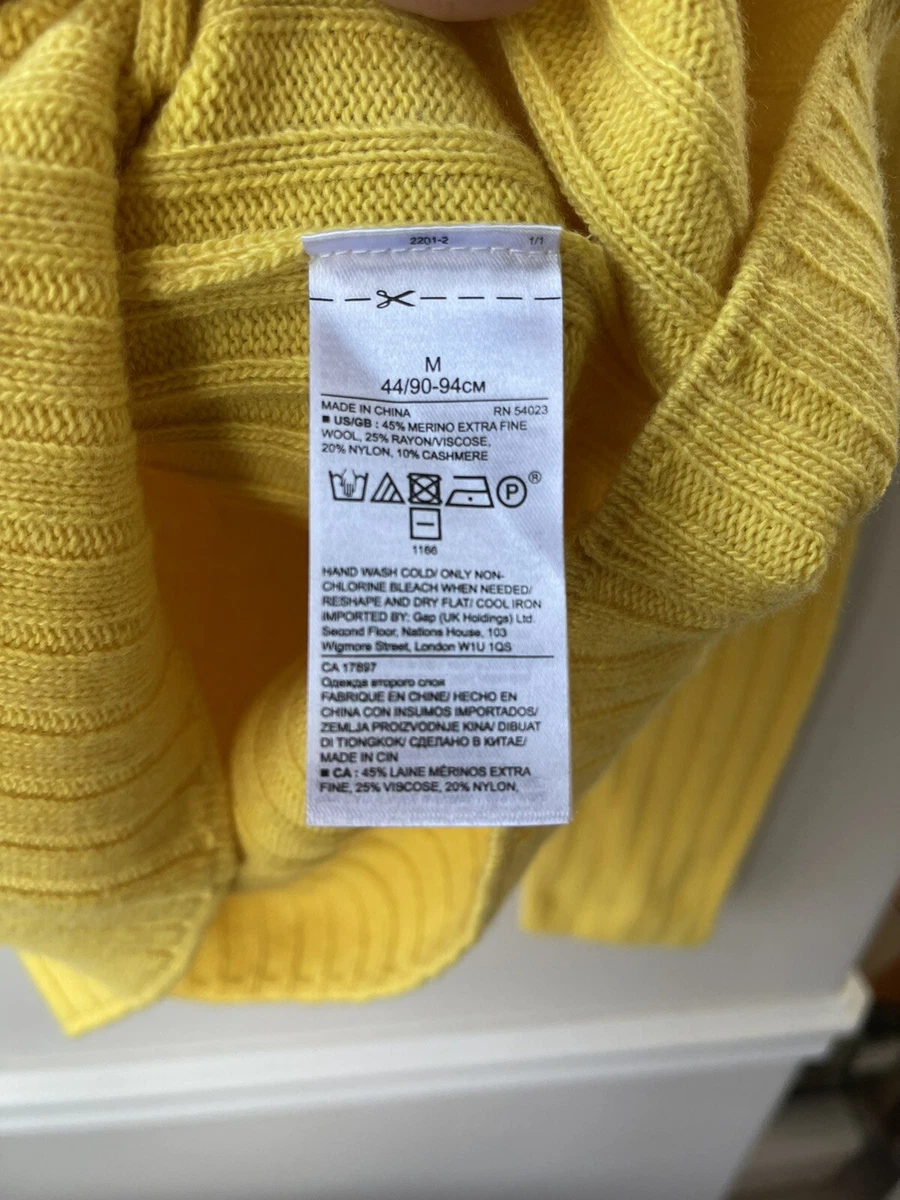 2201-2 1/1
M
44/90-94CM
MADE IN CHINA RN 54023
■ US/GB : 45% MERINO EXTRA FINE
WOOL, 25% RAYON/VISCOSE,
20% NYLON, 10% CASHMERE
P®
1166
HAND WASH COLD/ ONLY NON-
CHLORINE BLEACH WHEN NEEDED/
RESHAPE AND DRY FLAT/ COOL IRON
IMPORTED BY: Gap (UK Holdings) Ltd.
Second Floor, Nations House, 103
Wigmore Street, London W1U 1QS
CA 17897
Одежда второго слоя
FABRIQUE EN CHINE/ HECHO EN
CHINA CON INSUMOS IMPORTADOS/
ZEMLJA PROIZVODNJE KINA/ DIBUAT
DI TIONGKOK/ СДЕЛАНО В КИТАЕ/
MADE IN CIN
■ CA : 45% LAINE MÉRINOS EXTRA
FINE, 25% VISCOSE, 20% NYLON,